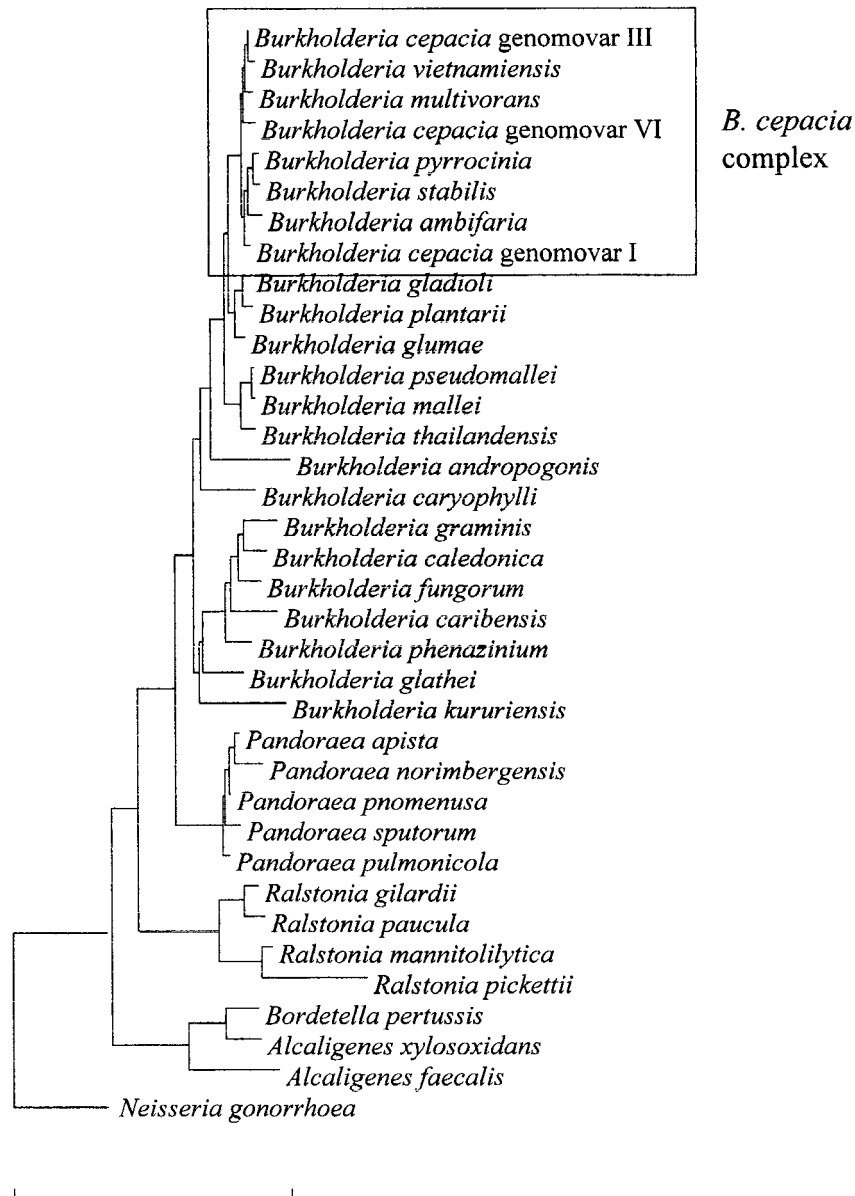 Burkholderia cepacia genomovar III
Burkholderia vietnamiensis
Burkholderia multivorans
Burkholderia cepacia genomovar VI
Burkholderia pyrrocinia
Burkholderia stabilis
Burkholderia ambifaria
Burkholderia cepacia genomovar I
B. cepacia
complex
Burkholderia gladioli
Burkholderia plantarii
Burkholderia glumae
Burkholderia pseudomallei
Burkholderia mallei
Burkholderia thailandensis
Burkholderia andropogonis
Burkholderia caryophylli
Burkholderia graminis
Burkholderia caledonica
Burkholderia fungorum
Burkholderia caribensis
Burkholderia phenazinium
Burkholderia glathei
Burkholderia kururiensis
Pandoraea apista
Pandoraea norimbergensis
Pandoraea pnomenusa
Pandoraea sputorum
Pandoraea pulmonicola
Ralstonia gilardii
Ralstonia paucula
Ralstonia mannitolilytica
Ralstonia pickettii
Bordetella pertussis
Alcaligenes xylosoxidans
Alcaligenes faecalis
Neisseria gonorrhoea